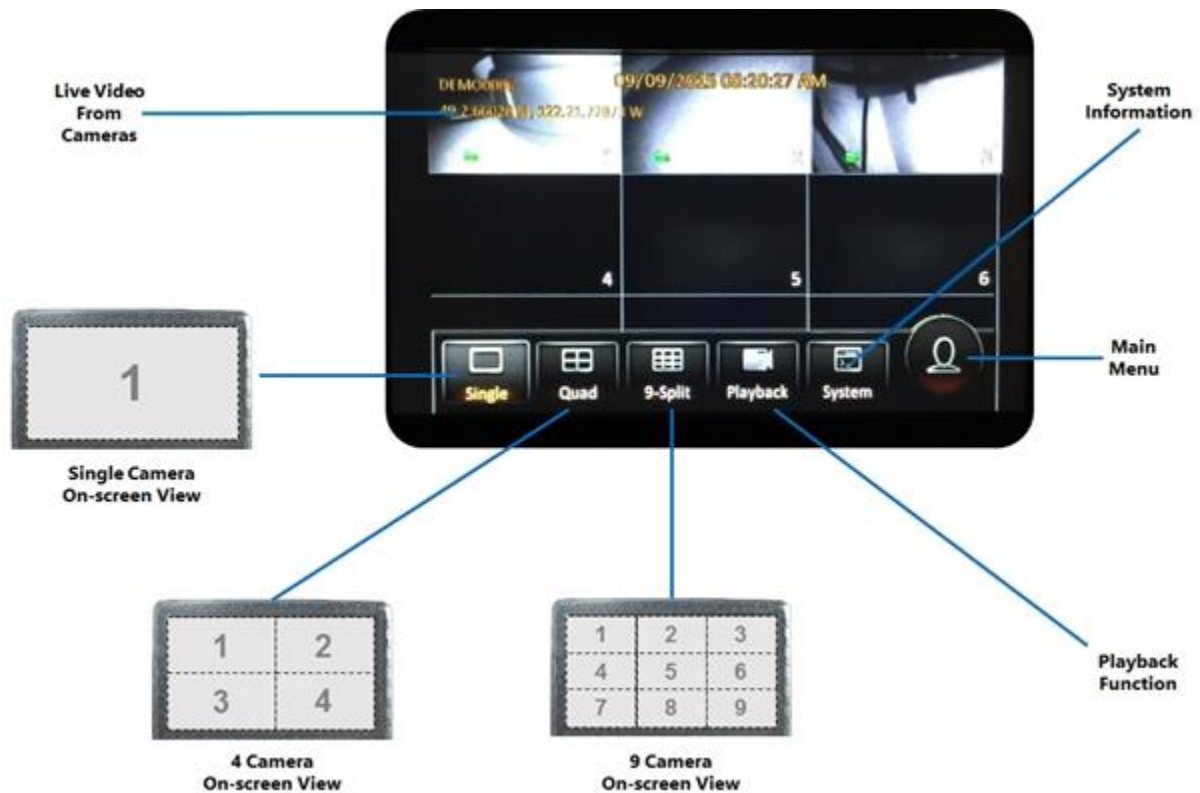 Live Video
From
Cameras
09/09/2015 08:20:27 AM
System
Information
4
5
6
Single
Quad
9-Split
Playback
System
Main
Menu
1
Single Camera
On-screen View
1
2
3
4
4 Camera
On-screen View
1
2
3
4
5
6
7
8
9
9 Camera
On-screen View
Playback
Function